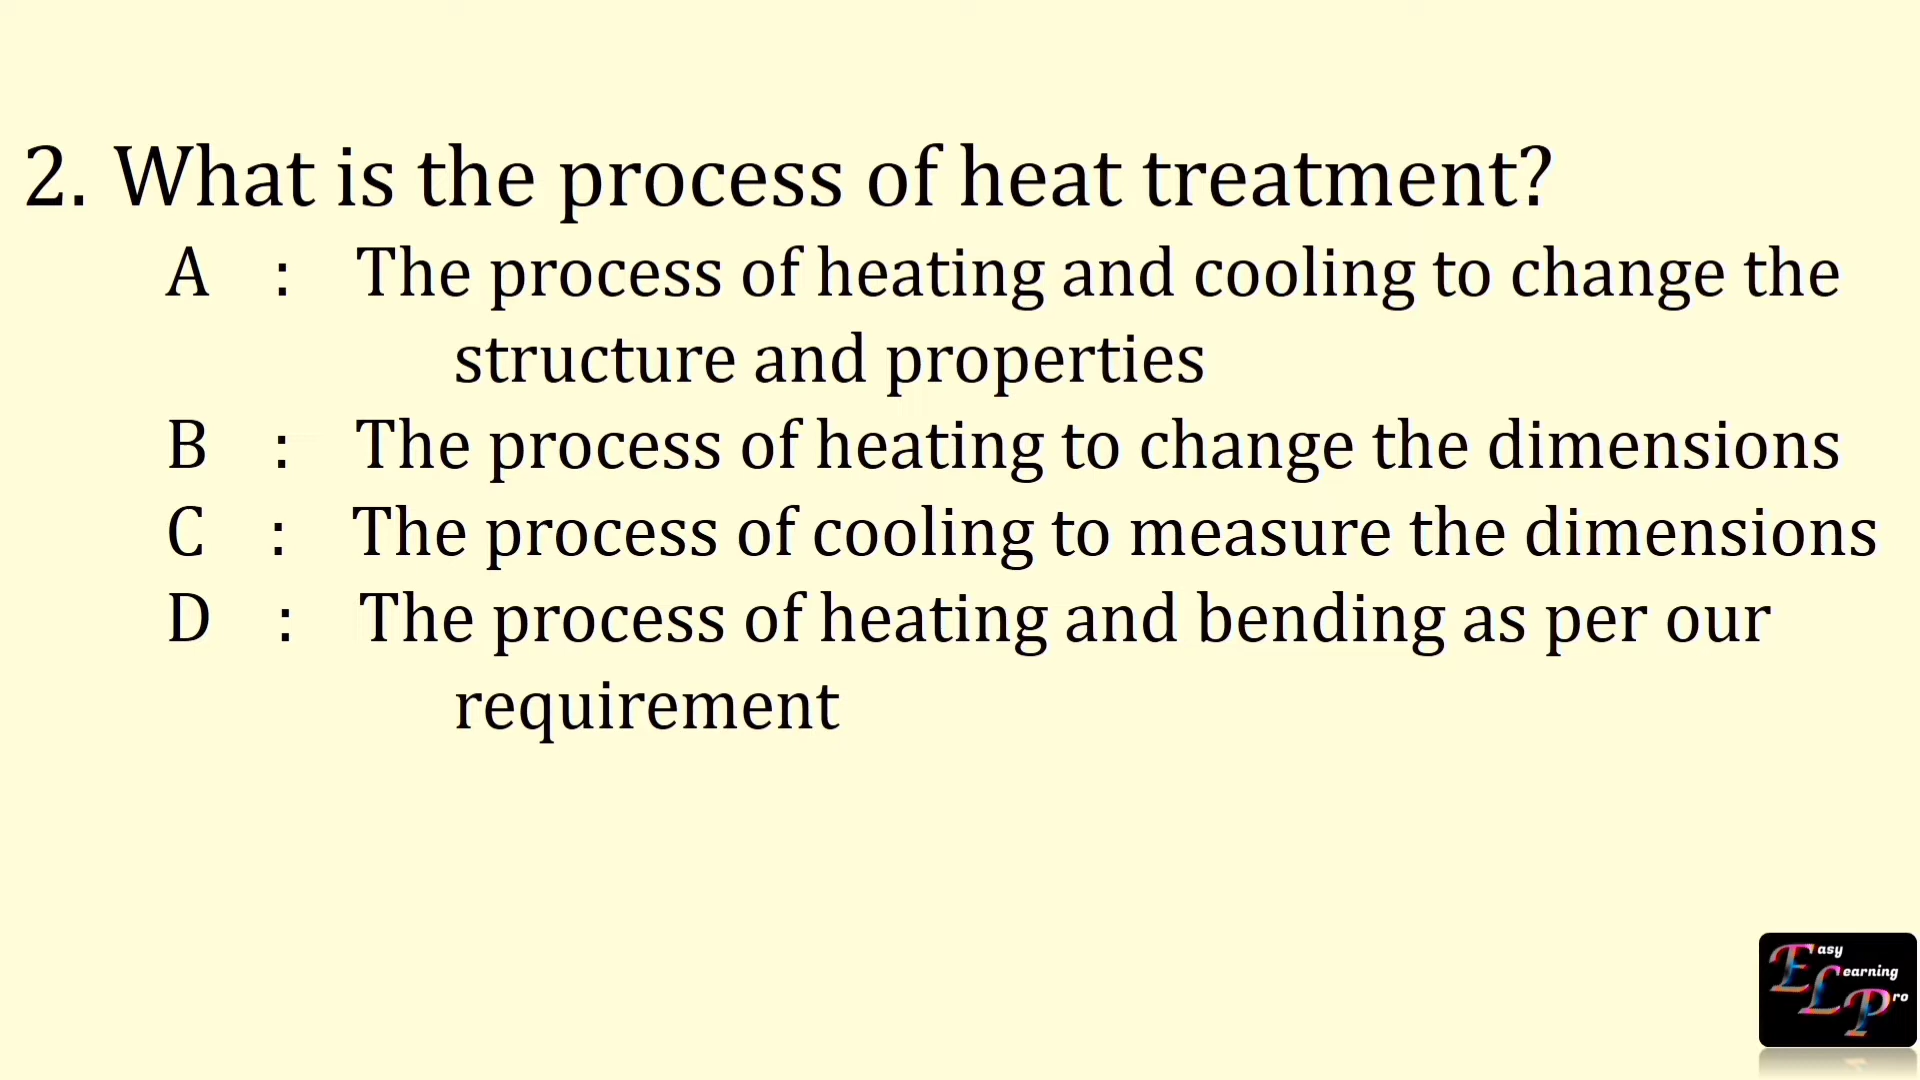 2. What is the process of heat treatment?
A : The process of heating and cooling to change the
structure and properties
B : The process of heating to change the dimensions
C : The process of cooling to measure the dimensions
D : The process of heating and bending as per our
requirement
Easy
Learning
Pro